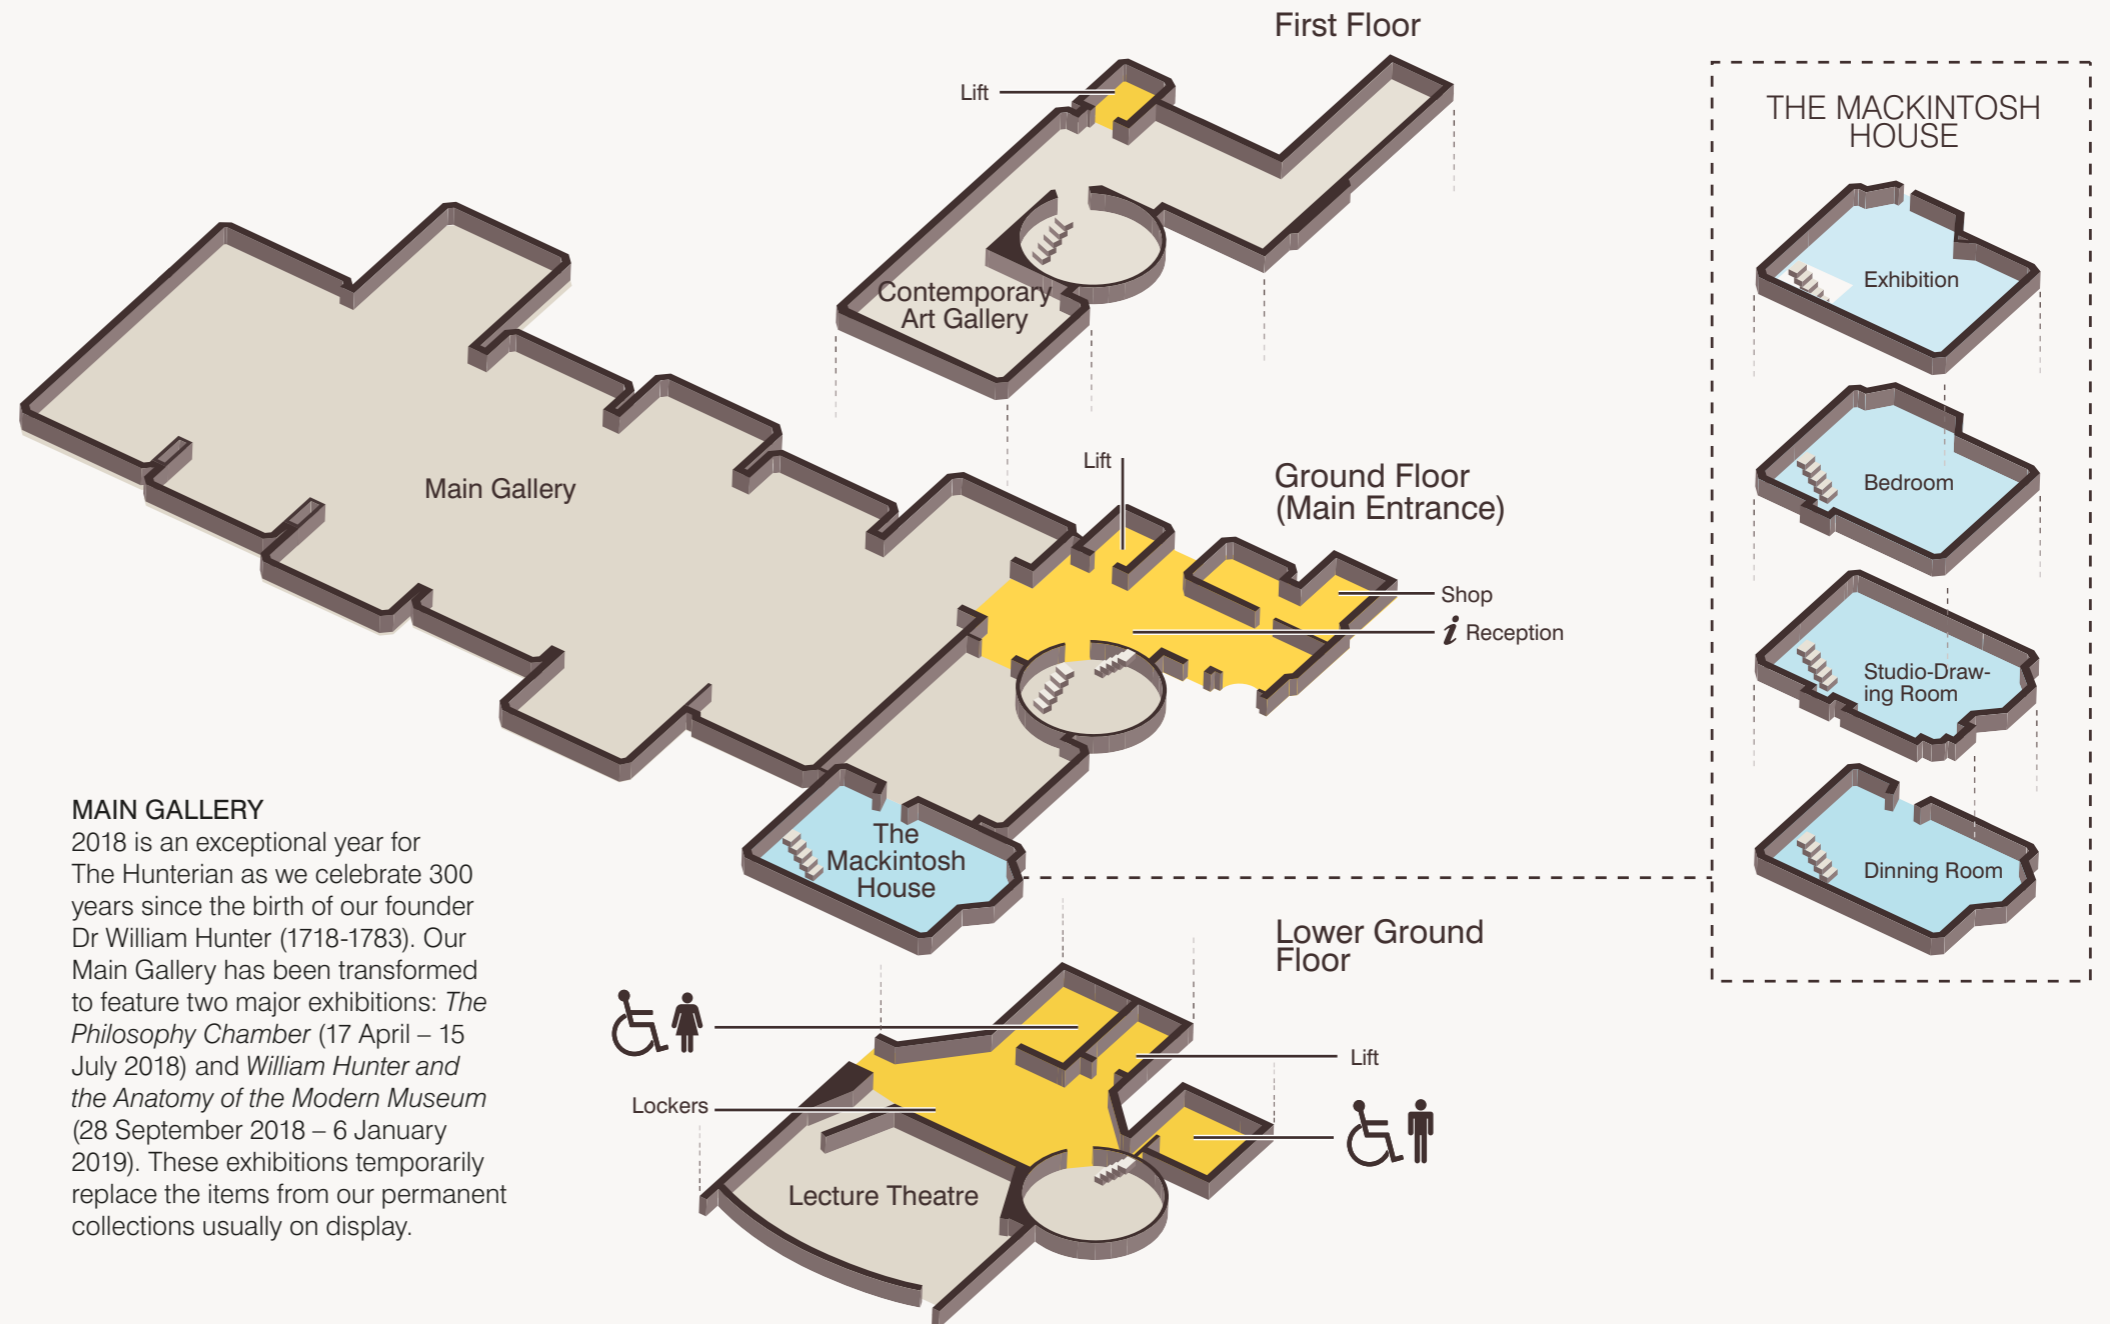 First Floor
Lift
Contemporary
Art Gallery
THE MACKINTOSH
HOUSE
Exhibition
Bedroom
Studio-Draw-
ing Room
Dinning Room
Main Gallery
Lift
Ground Floor
(Main Entrance)
Shop
i Reception
The
Mackintosh
House
MAIN GALLERY
2018 is an exceptional year for
The Hunterian as we celebrate 300
years since the birth of our founder
Dr William Hunter (1718-1783). Our
Main Gallery has been transformed
to feature two major exhibitions: The
Philosophy Chamber (17 April – 15
July 2018) and William Hunter and
the Anatomy of the Modern Museum
(28 September 2018 – 6 January
2019). These exhibitions temporarily
replace the items from our permanent
collections usually on display.
Lower Ground
Floor
Lift
Lockers
Lecture Theatre